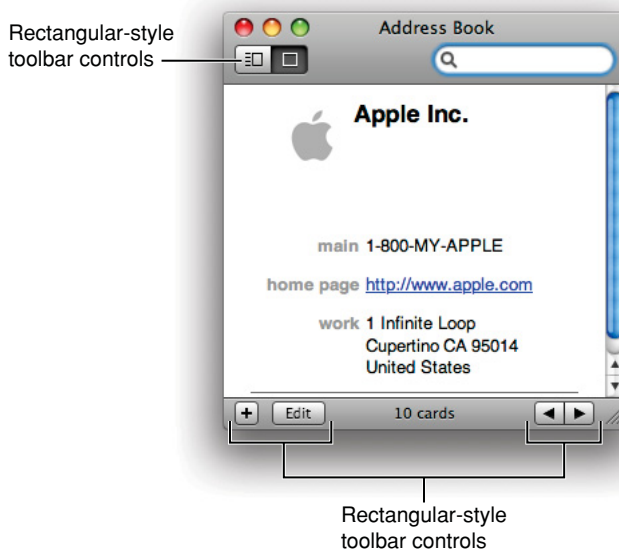 Rectangular-style
toolbar controls
Address Book
Apple Inc.
main 1-800-MY-APPLE
home page http://www.apple.com
work 1 Infinite Loop
Cupertino CA 95014
United States
+ Edit 10 cards
Rectangular-style
toolbar controls